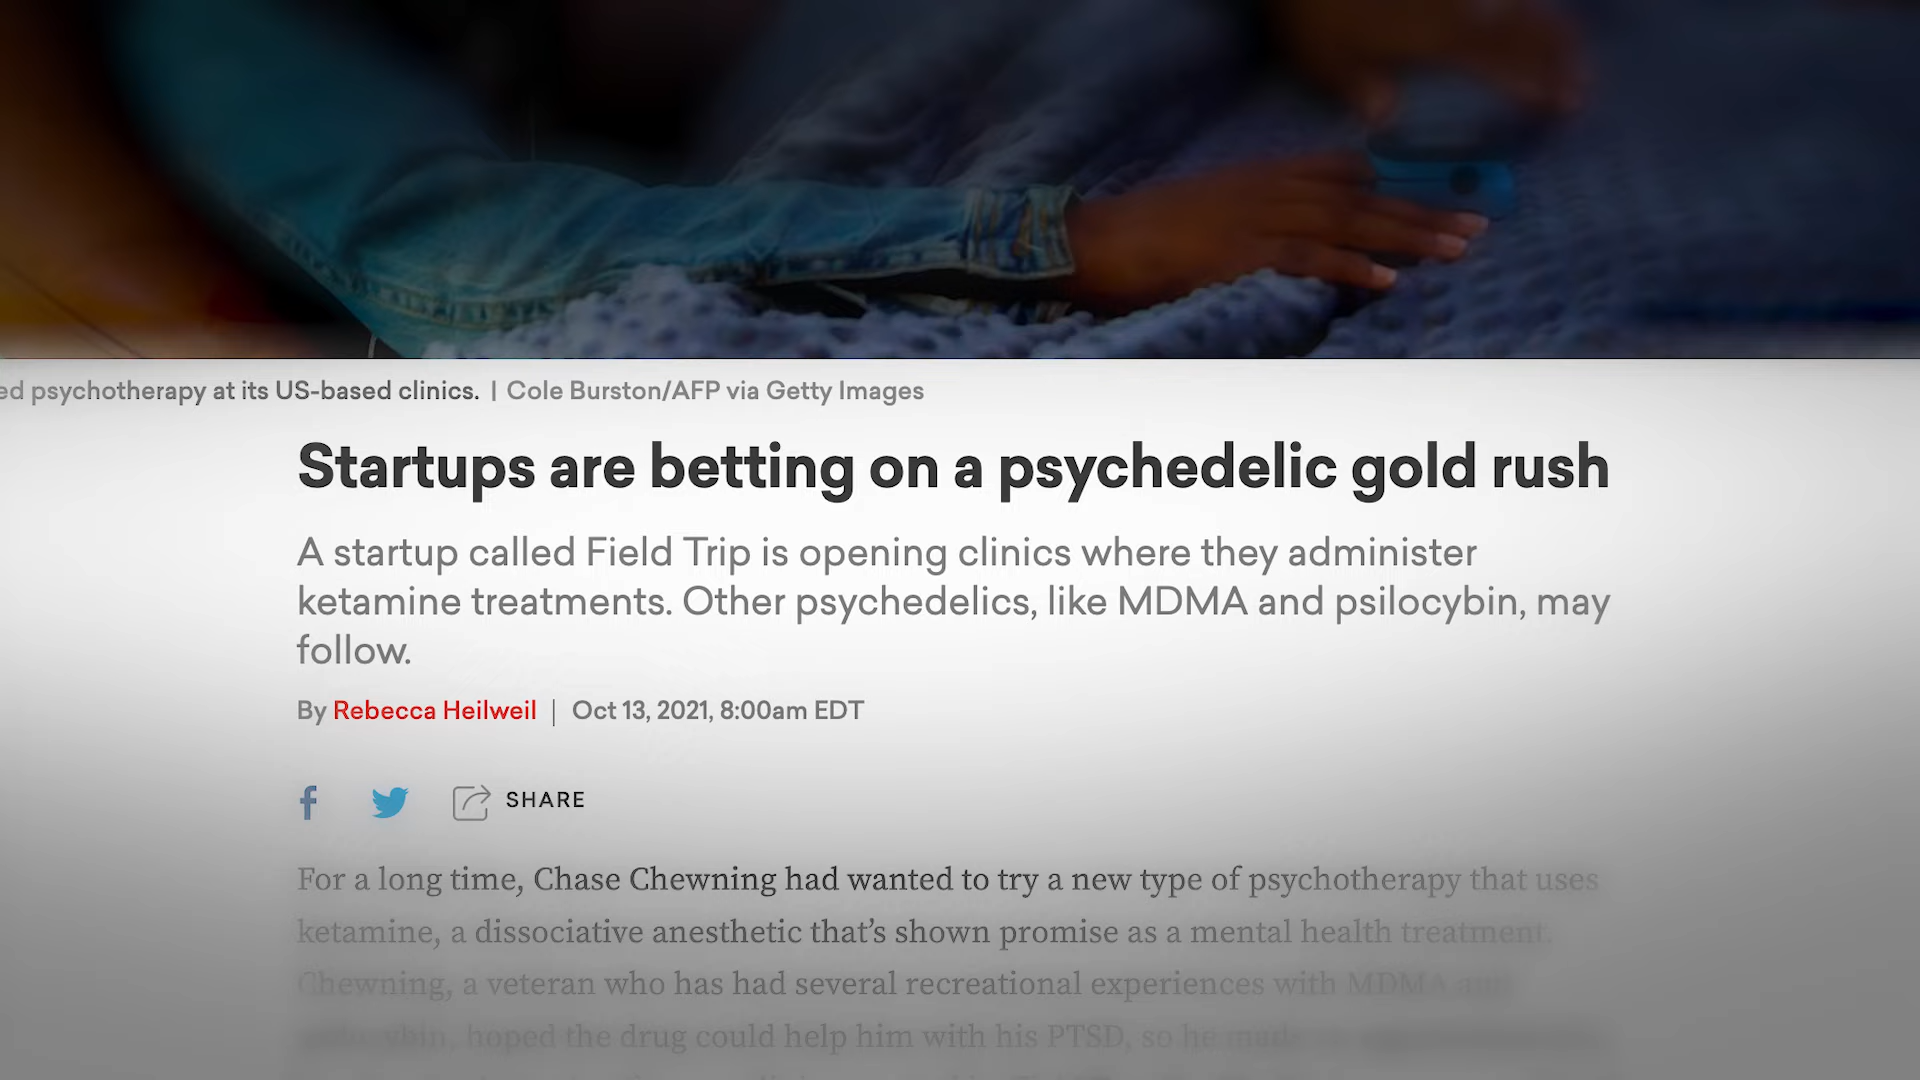 ed psychotherapy at its US-based clinics. | Cole Burston/AFP via Getty Images
Startups are betting on a psychedelic gold rush
A startup called Field Trip is opening clinics where they administer
ketamine treatments. Other psychedelics, like MDMA and psilocybin, may
follow.
By Rebecca Heilweil | Oct 13, 2021, 8:00am EDT
SHARE
For a long time, Chase Chewning had wanted to try a new type of psychotherapy that uses
ketamine, a dissociative anesthetic that's shown promise as a mental health treatment.
Chewning, a veteran who has had several recreational experiences with MDMA and
hoped the drug could help him with his PTSD, so he made